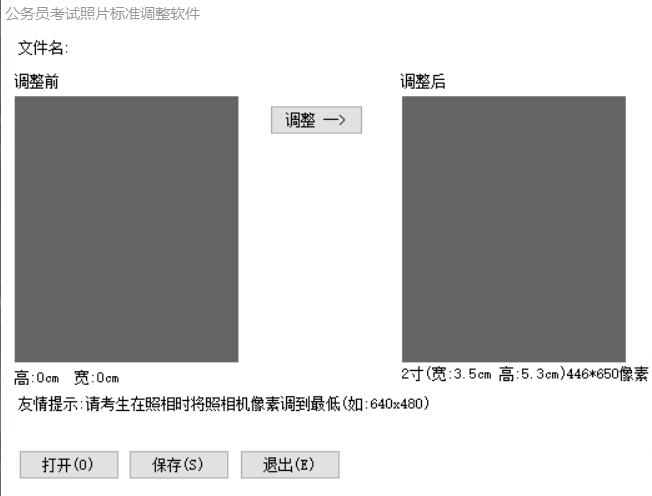 公务员考试照片标准调整软件
文件名:
调整前
调整后
调整 —>
高:0cm 宽:0cm
2寸(宽:3.5cm 高:5.3cm)446*650像素
友情提示:请考生在照相时将照相机像素调到最低(如:640x480)
打开(O) 保存(S) 退出(E)